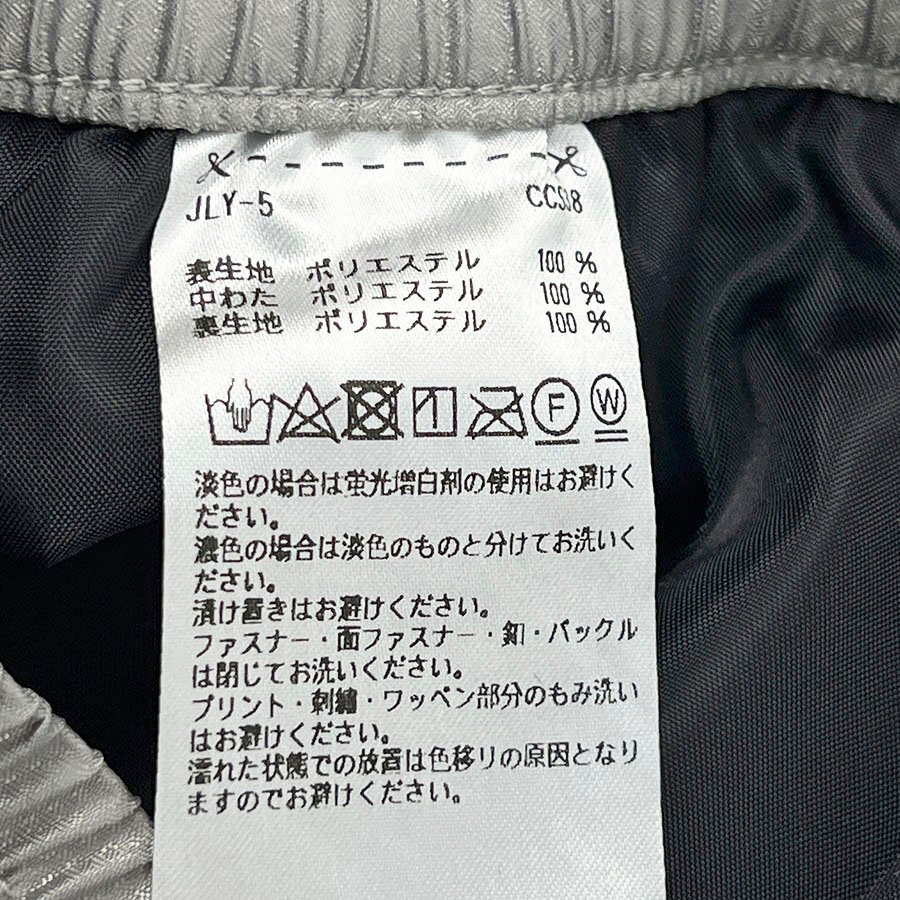 JLY-5 CCS98
表生地 ポリエステル 100 %
中わた ポリエステル 100 %
裏生地 ポリエステル 100 %
F W
淡色の場合は蛍光増白剤の使用はお避けく
ださい。
濃色の場合は淡色のものと分けてお洗いく
ださい。
漬け置きはお避けください。
ファスナー・面ファスナー・釦・バックル
は閉じてお洗いください。
プリント・刺繡・ワッペン部分のもみ洗い
はお避けください。
濡れた状態での放置は色移りの原因となり
ますのでお避けください。